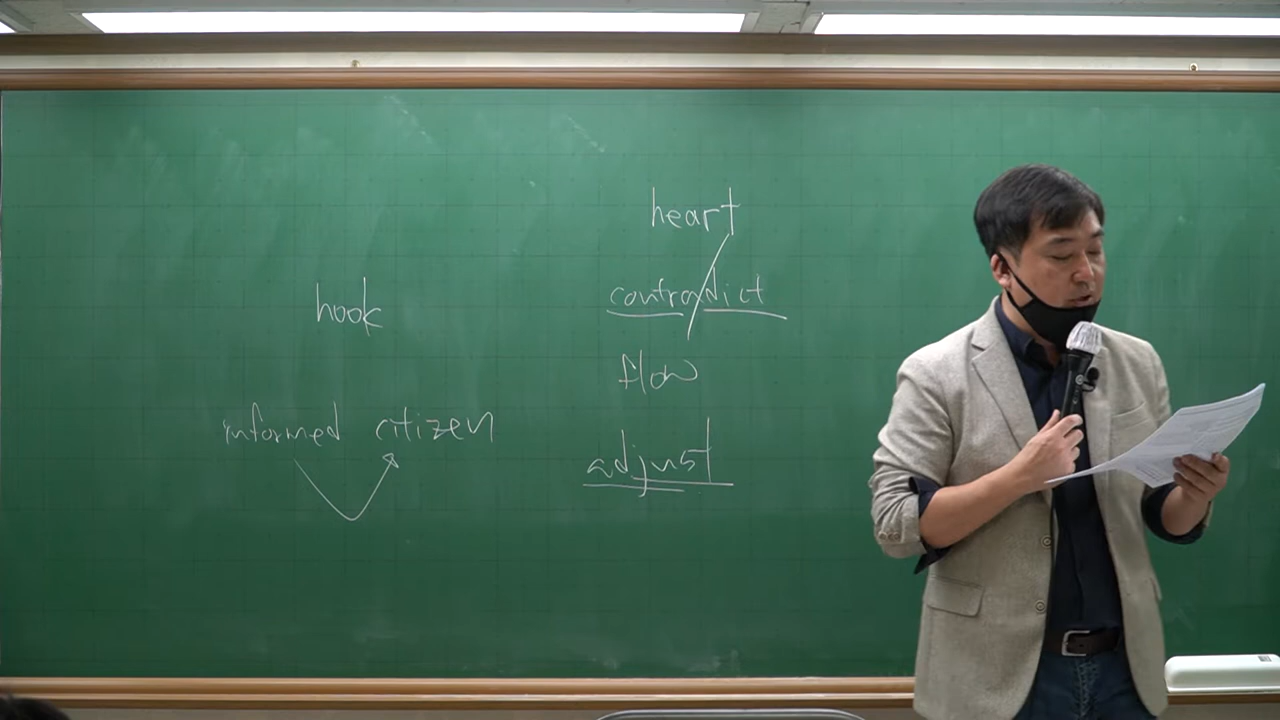 hook
informed citizen
heart
contradict
flow
adjust